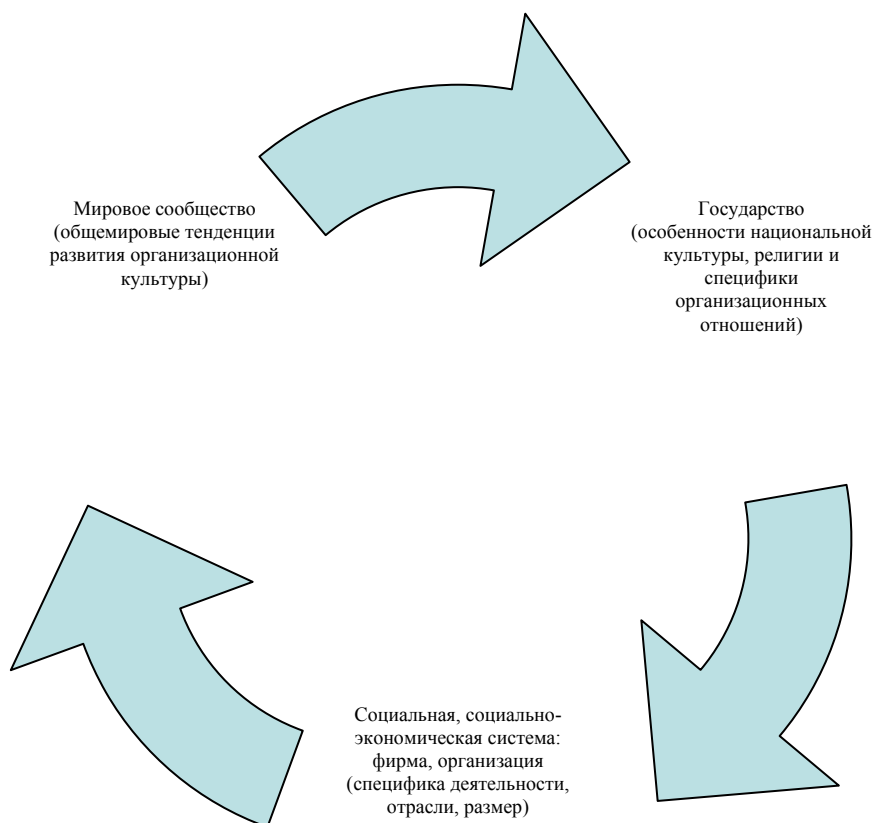 Мировое сообщество
(общемировые тенденции
развития организационной
культуры)
Государство
(особенности национальной
культуры, религии и
специфики
организационных
отношений)
Социальная, социально-
экономическая система:
фирма, организация
(специфика деятельности,
отрасли, размер)